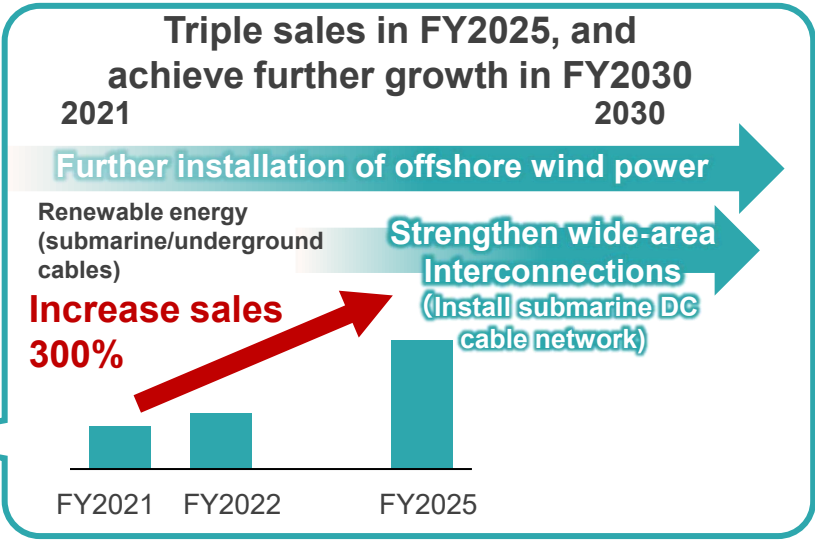 Triple sales in FY2025, and
achieve further growth in FY2030
2021
2030
Further installation of offshore wind power
Renewable energy
(submarine/underground
cables)
Strengthen wide-area
Interconnections
(Install submarine DC
cable network)
Increase sales
300%
FY2021
FY2022
FY2025